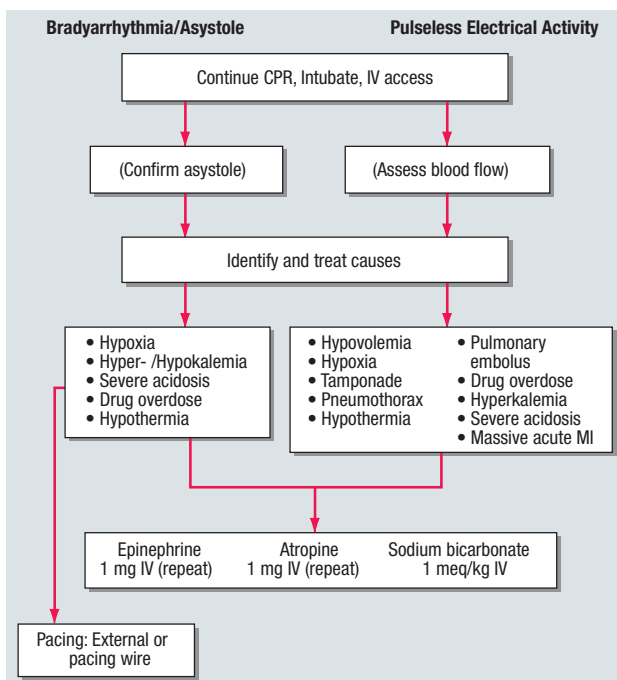 Bradyarrhythmia/Asystole
Pulseless Electrical Activity
Continue CPR, Intubate, IV access
(Confirm asystole)
(Assess blood flow)
Identify and treat causes
• Hypoxia
• Hyper- /Hypokalemia
• Severe acidosis
• Drug overdose
• Hypothermia
• Hypovolemia
• Hypoxia
• Tamponade
• Pneumothorax
• Hypothermia
• Pulmonary
embolus
• Drug overdose
• Hyperkalemia
• Severe acidosis
• Massive acute MI
Epinephrine
1 mg IV (repeat)
Atropine
1 mg IV (repeat)
Sodium bicarbonate
1 meq/kg IV
Pacing: External or
pacing wire